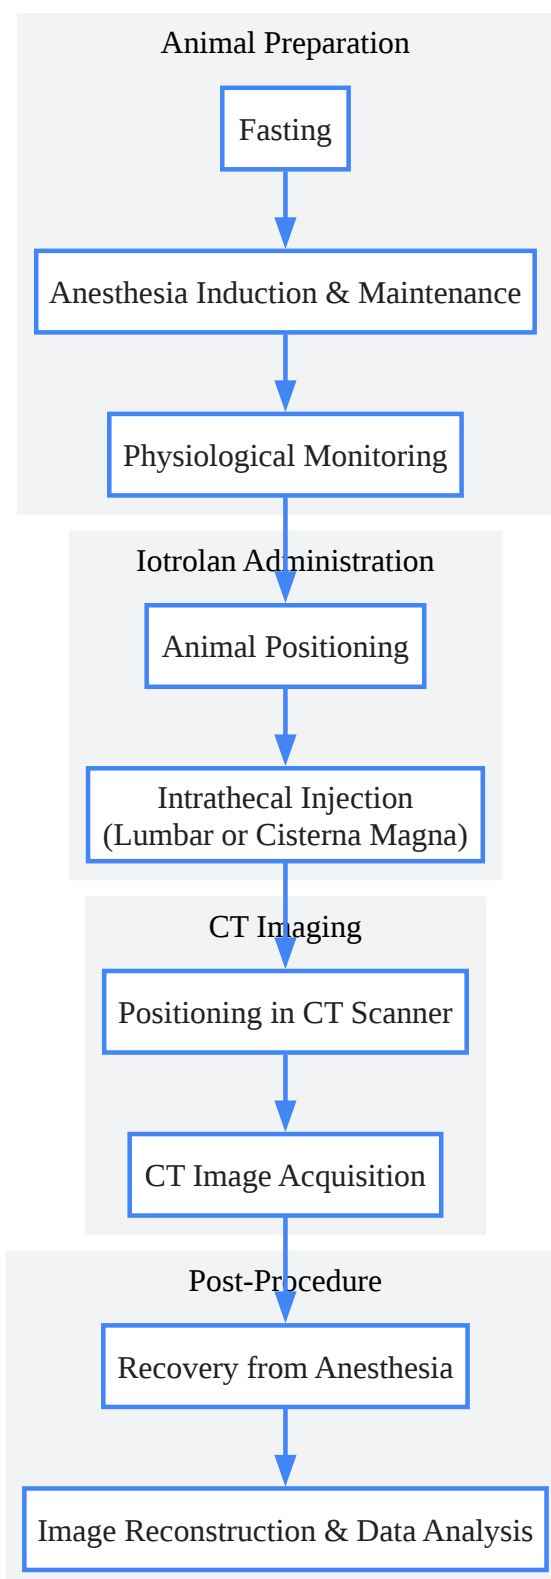 Animal Preparation
Fasting
Anesthesia Induction & Maintenance
Physiological Monitoring
Iotrolan Administration
Animal Positioning
Intrathecal Injection
(Lumbar or Cisterna Magna)
CT Imaging
Positioning in CT Scanner
CT Image Acquisition
Post-Procedure
Recovery from Anesthesia
Image Reconstruction & Data Analysis